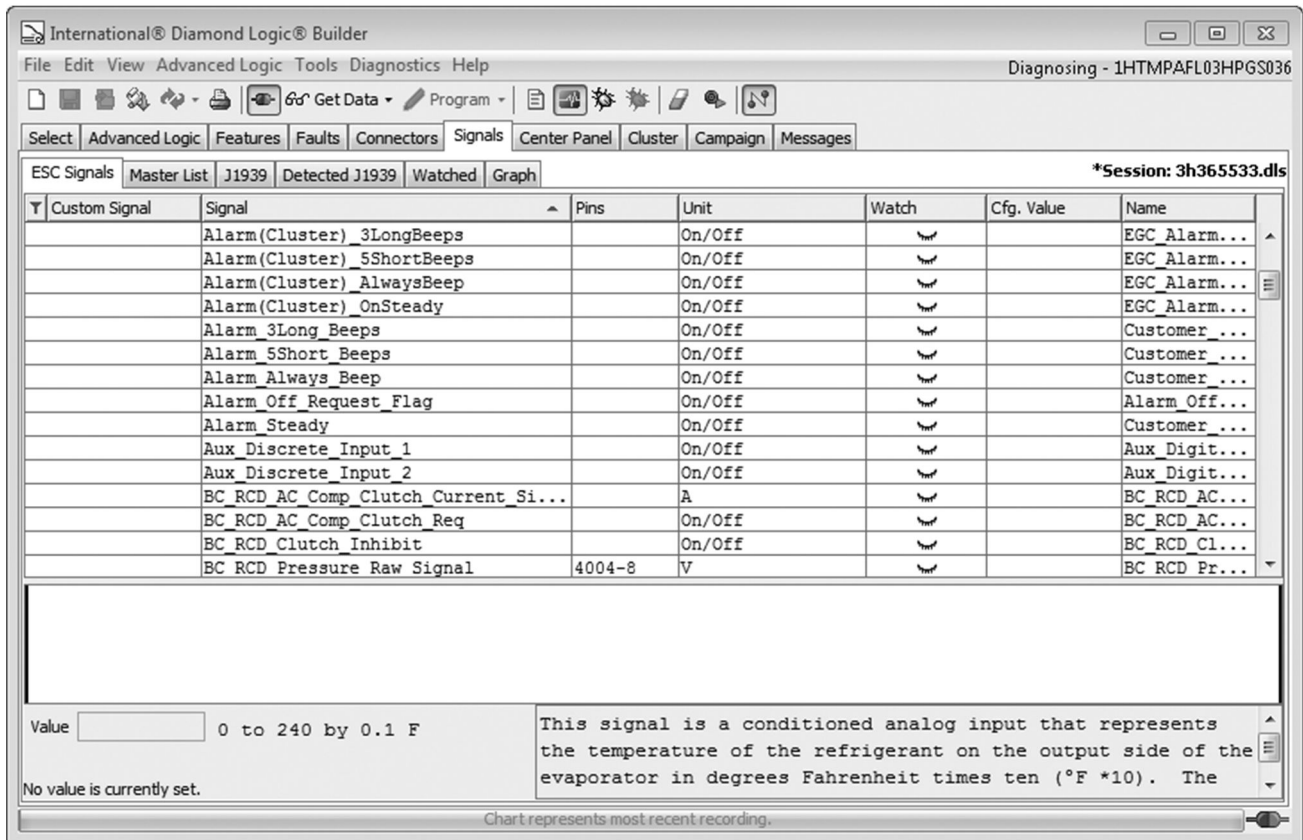 International® Diamond Logic® Builder
File Edit View Advanced Logic Tools Diagnostics Help Diagnosing - 1HTMPAFL03HPGS036
Get Data Program
Select Advanced Logic Features Faults Connectors Signals Center Panel Cluster Campaign Messages
ESC Signals Master List J1939 Detected J1939 Watched Graph *Session: 3h365533.dls
Custom Signal Signal Pins Unit Watch Cfg. Value Name
Alarm(Cluster)_3LongBeeps On/Off EGC_Alarm...
Alarm(Cluster)_5ShortBeeps On/Off EGC_Alarm...
Alarm(Cluster)_AlwaysBeep On/Off EGC_Alarm...
Alarm(Cluster)_OnSteady On/Off EGC_Alarm...
Alarm_3Long_Beeps On/Off Customer_...
Alarm_5Short_Beeps On/Off Customer_...
Alarm_Always_Beep On/Off Customer_...
Alarm_Off_Request_Flag On/Off Alarm_Off...
Alarm_Steady On/Off Customer_...
Aux_Discrete_Input_1 On/Off Aux_Digit...
Aux_Discrete_Input_2 On/Off Aux_Digit...
BC_RCD_AC_Comp_Clutch_Current_Si... A BC_RCD_AC...
BC_RCD_AC_Comp_Clutch_Req On/Off BC_RCD_AC...
BC_RCD_Clutch_Inhibit On/Off BC_RCD_Cl...
BC_RCD_Pressure_Raw_Signal 4004-8 V BC_RCD_Pr...
Value 0 to 240 by 0.1 F
This signal is a conditioned analog input that represents
the temperature of the refrigerant on the output side of the
evaporator in degrees Fahrenheit times ten (°F *10). The
No value is currently set.
Chart represents most recent recording.